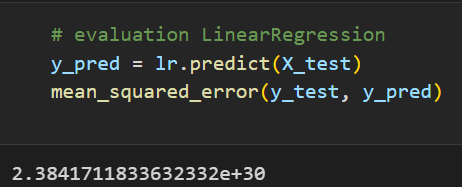 # evaluation LinearRegression
y_pred = lr.predict(X_test)
mean_squared_error(y_test, y_pred)
2.3841711833632332e+30